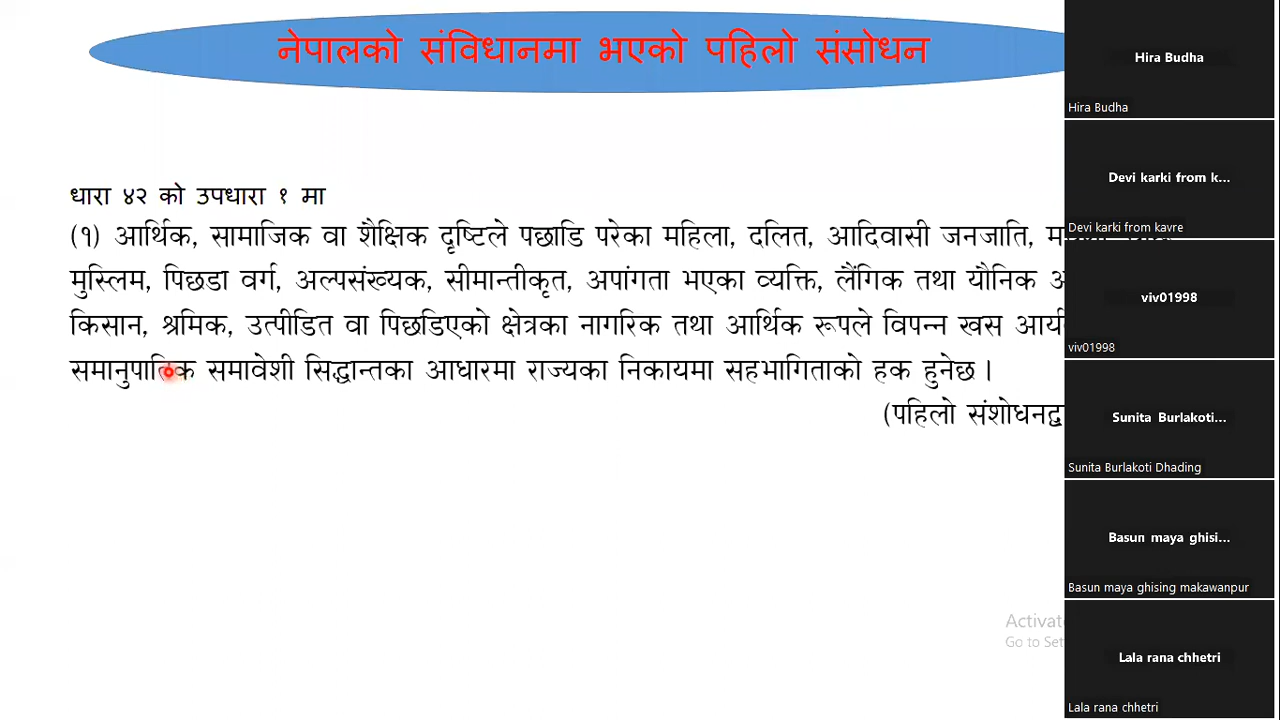 नेपालको संविधानमा भएको पहिलो संसोधन
धारा ४२ को उपधारा १ मा
(१) आर्थिक, सामाजिक वा शैक्षिक दृष्टिले पछाडि परेका महिला, दलित, आदिवासी जनजाति,
मुस्लिम, पिछडा वर्ग, अल्पसंख्यक, सीमान्तीकृत, अपांगता भएका व्यक्ति, लैंगिक तथा यौनिक
किसान, श्रमिक, उत्पीडित वा पिछडिएको क्षेत्रका नागरिक तथा आर्थिक रूपले विपन्न खस
समानुपातिक समावेशी सिद्धान्तका आधारमा राज्यका निकायमा सहभागिताको हक हुनेछ ।
(पहिलो
Go to
Hira Budha
Hira Budha
Devi karki from k...
Devi karki from kavre
viv01998
viv01998
Sunita Burlakoti...
Sunita Burlakoti Dhading
Basun maya ghisi...
Basun maya ghising makawanpur
Lala rana chhetri
Lala rana chhetri